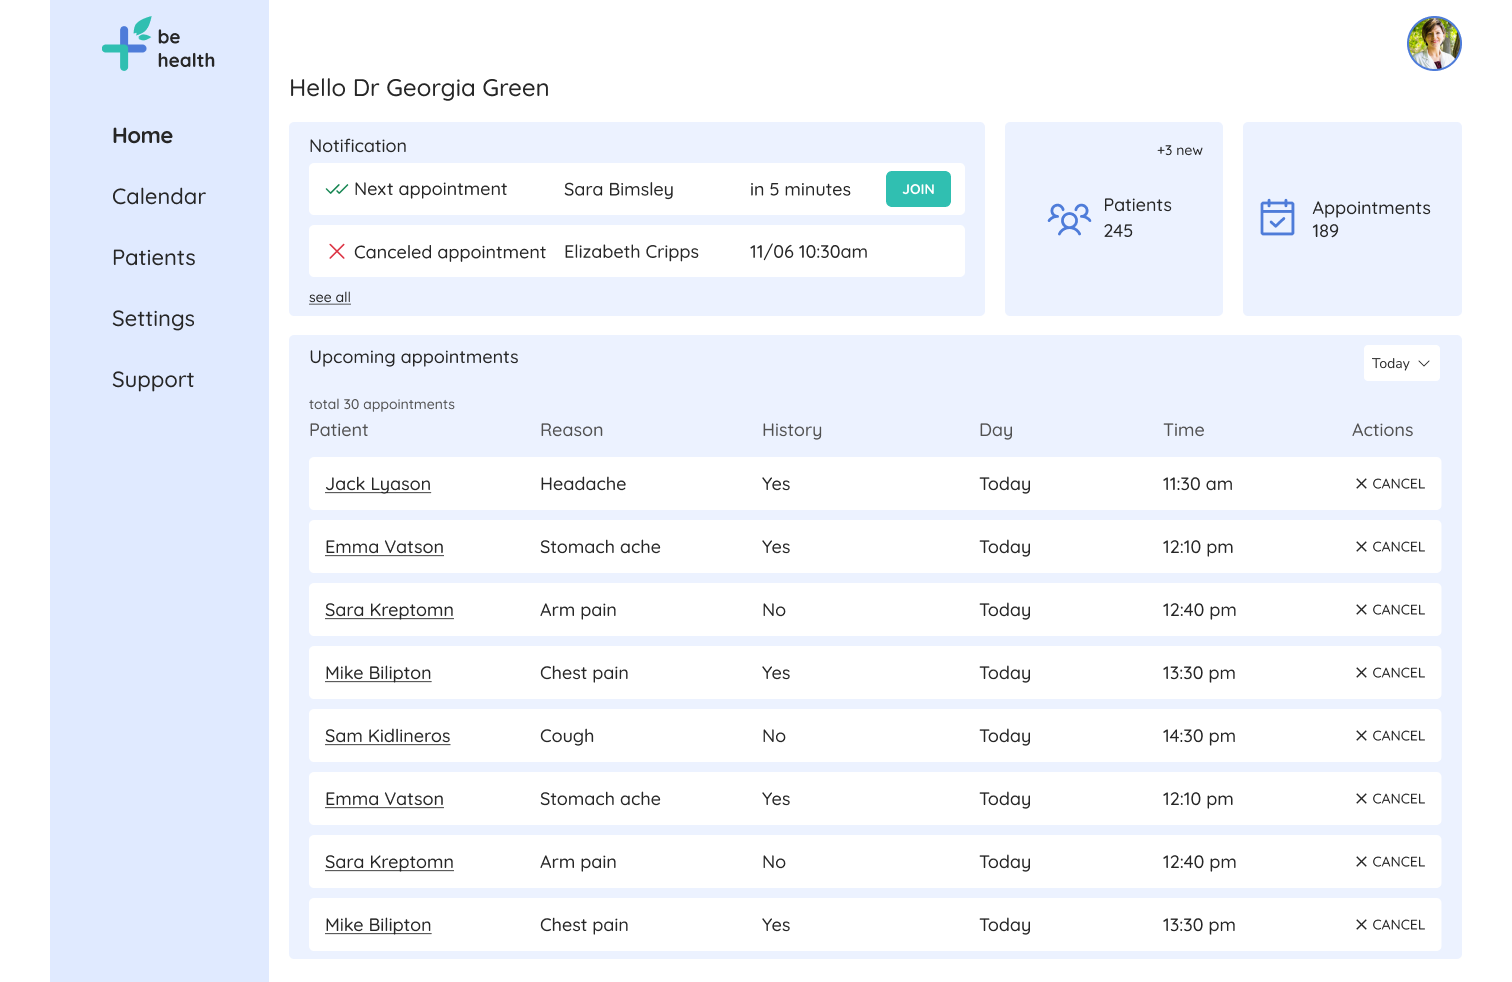 be
health
Home
Calendar
Patients
Settings
Support
Hello Dr Georgia Green
Notification
Next appointment Sara Bimsley in 5 minutes JOIN
Canceled appointment Elizabeth Cripps 11/06 10:30am
see all
+3 new
Patients
245
Appointments
189
Upcoming appointments
Today
total 30 appointments
Patient Reason History Day Time Actions
Jack Lyason Headache Yes Today 11:30 am CANCEL
Emma Vatson Stomach ache Yes Today 12:10 pm CANCEL
Sara Kreptomn Arm pain No Today 12:40 pm CANCEL
Mike Bilipton Chest pain Yes Today 13:30 pm CANCEL
Sam Kidlineros Cough No Today 14:30 pm CANCEL
Emma Vatson Stomach ache Yes Today 12:10 pm CANCEL
Sara Kreptomn Arm pain No Today 12:40 pm CANCEL
Mike Bilipton Chest pain Yes Today 13:30 pm CANCEL